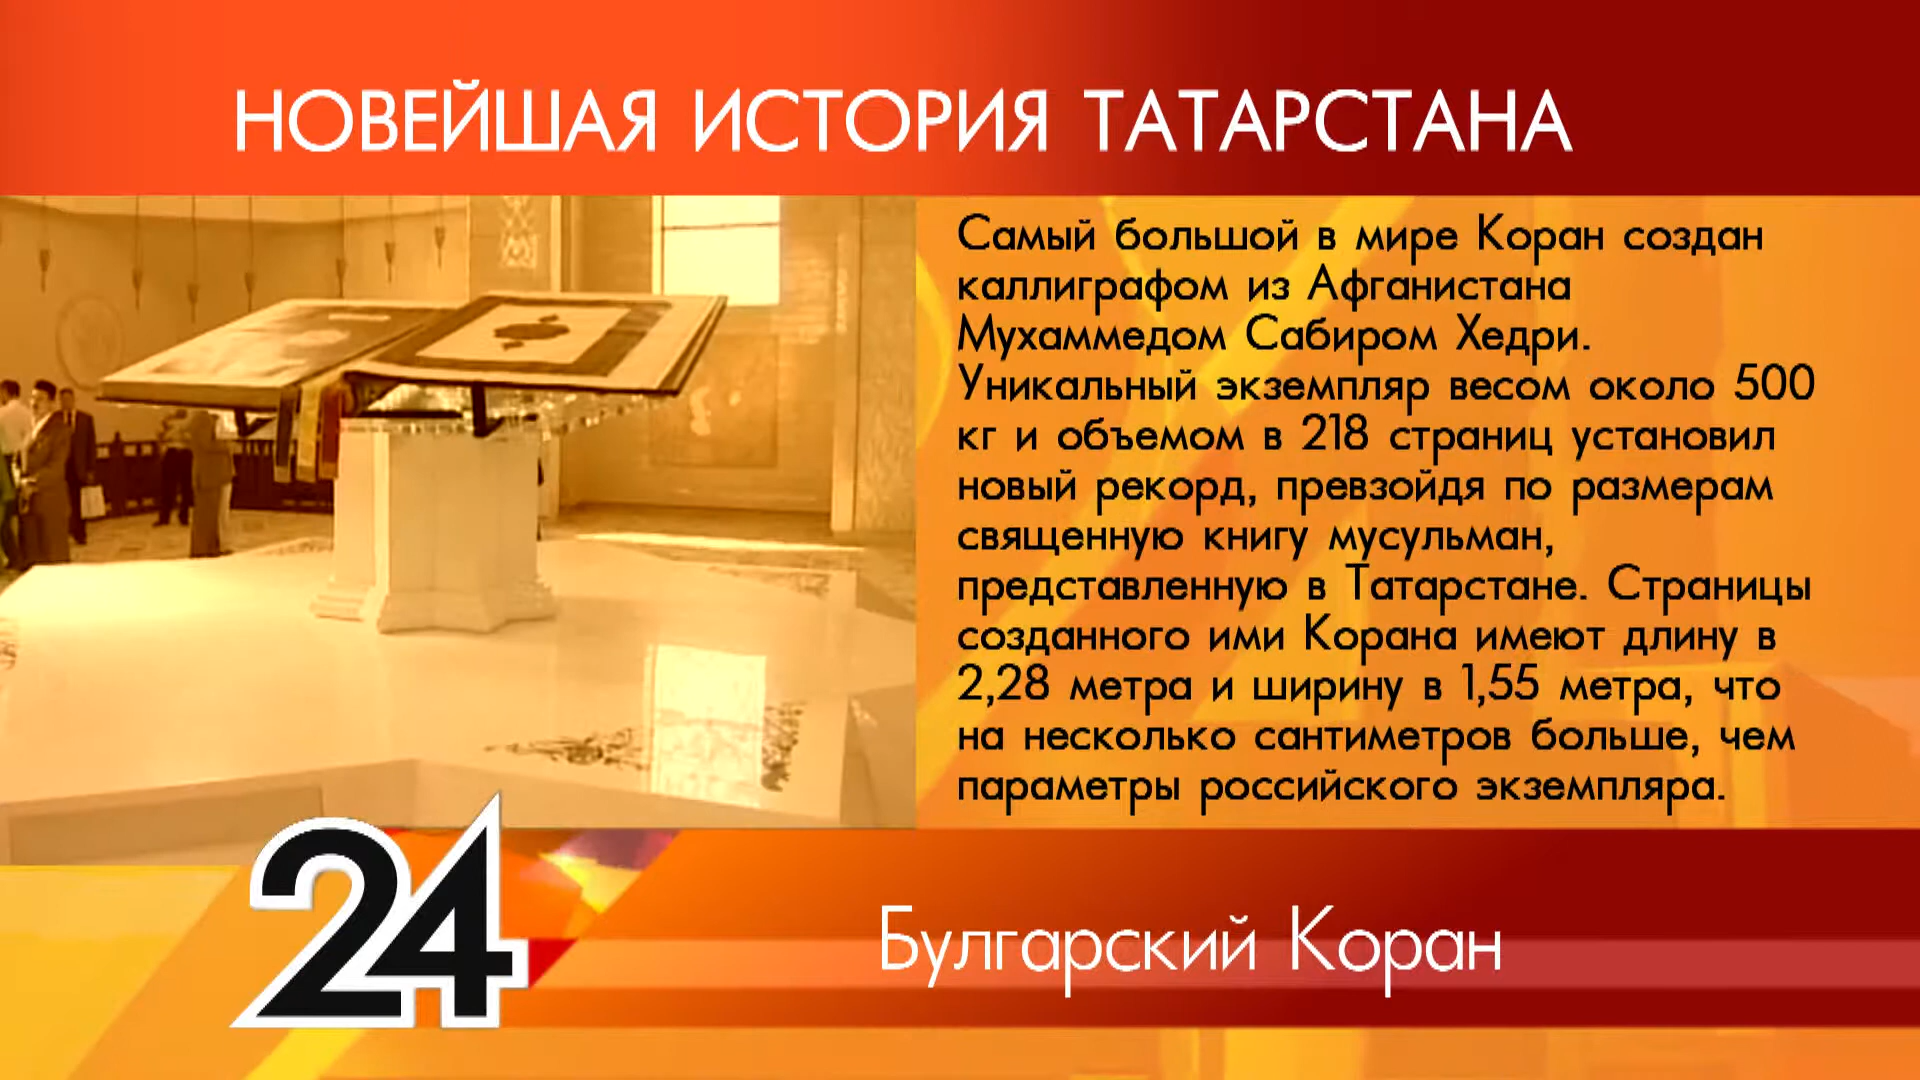 НОВЕЙШАЯ ИСТОРИЯ ТАТАРСТАНА
Самый большой в мире Коран создан
каллиграфом из Афганистана
Мухаммедом Сабиром Хедри.
Уникальный экземпляр весом около 500
кг и объемом в 218 страниц установил
новый рекорд, превзойдя по размерам
священную книгу мусульман,
представленную в Татарстане. Страницы
созданного ими Корана имеют длину в
2,28 метра и ширину в 1,55 метра, что
на несколько сантиметров больше, чем
параметры российского экземпляра.
24
Булгарский Коран